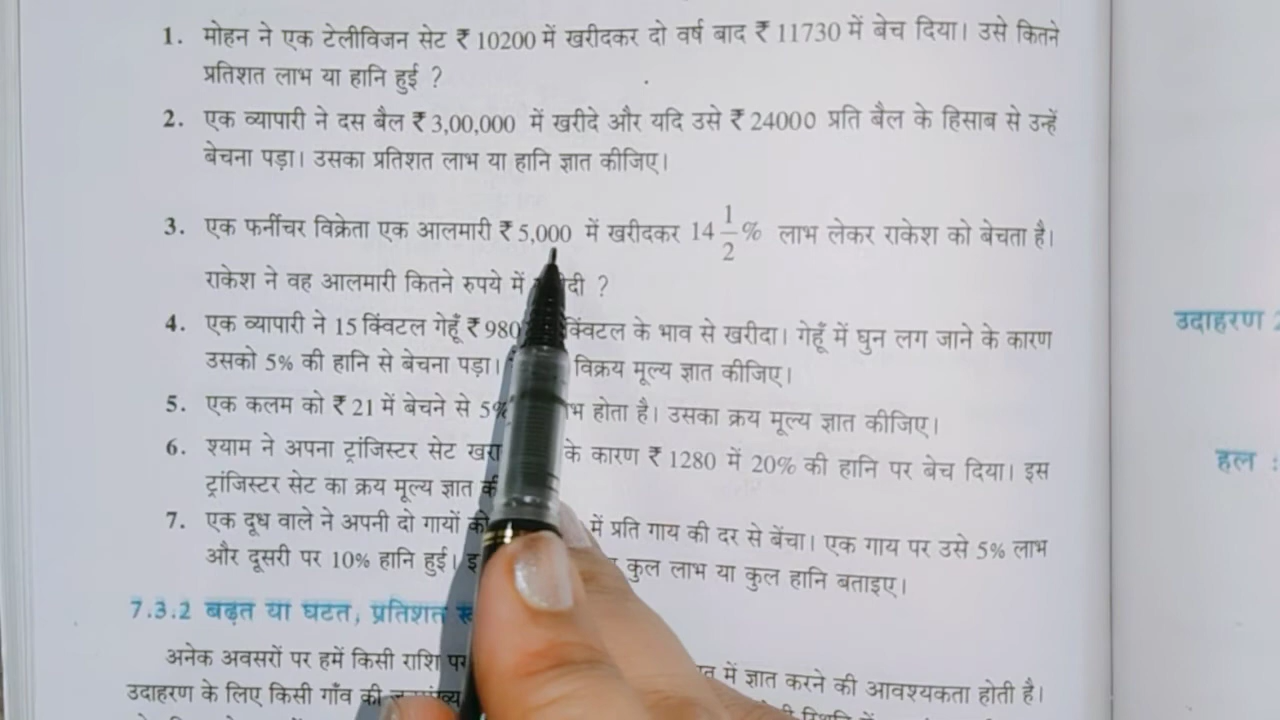 1. मोहन ने एक टेलीविजन सेट ₹ 10200 में खरीदकर दो वर्ष बाद ₹ 11730 में बेच दिया। उसे कितने
प्रतिशत लाभ या हानि हुई ?
2. एक व्यापारी ने दस बैल ₹ 3,00,000 में खरीदे और यदि उसे ₹ 24000 प्रति बैल के हिसाब से उन्हें
बेचना पड़ा। उसका प्रतिशत लाभ या हानि ज्ञात कीजिए।
3. एक फर्नीचर विक्रेता एक आलमारी ₹ 5,000 में खरीदकर 14 1/2 % लाभ लेकर राकेश को बेचता है।
राकेश ने वह आलमारी कितने रुपये में ?
4. एक व्यापारी ने 15 क्विंटल गेहूँ ₹ 980 क्विंटल के भाव से खरीदा। गेहूँ में घुन लग जाने के कारण
उसको 5% की हानि से बेचना पड़ा। विक्रय मूल्य ज्ञात कीजिए।
5. एक कलम को ₹ 21 में बेचने से 5% होता है। उसका क्रय मूल्य ज्ञात कीजिए।
6. श्याम ने अपना ट्रांजिस्टर सेट के कारण ₹ 1280 में 20% की हानि पर बेच दिया। इस
ट्रांजिस्टर सेट का क्रय मूल्य ज्ञात
7. एक दूध वाले ने अपनी दो गायों में प्रति गाय की दर से बेंचा। एक गाय पर उसे 5% लाभ
और दूसरी पर 10% हानि हुई। कुल लाभ या कुल हानि बताइए।
7.3.2 बढ़त या घटत, प्रतिशत
अनेक अवसरों पर हमें किसी राशि में ज्ञात करने की आवश्यकता होती है।
उदाहरण के लिए किसी गाँव की
उदाहरण
हल :